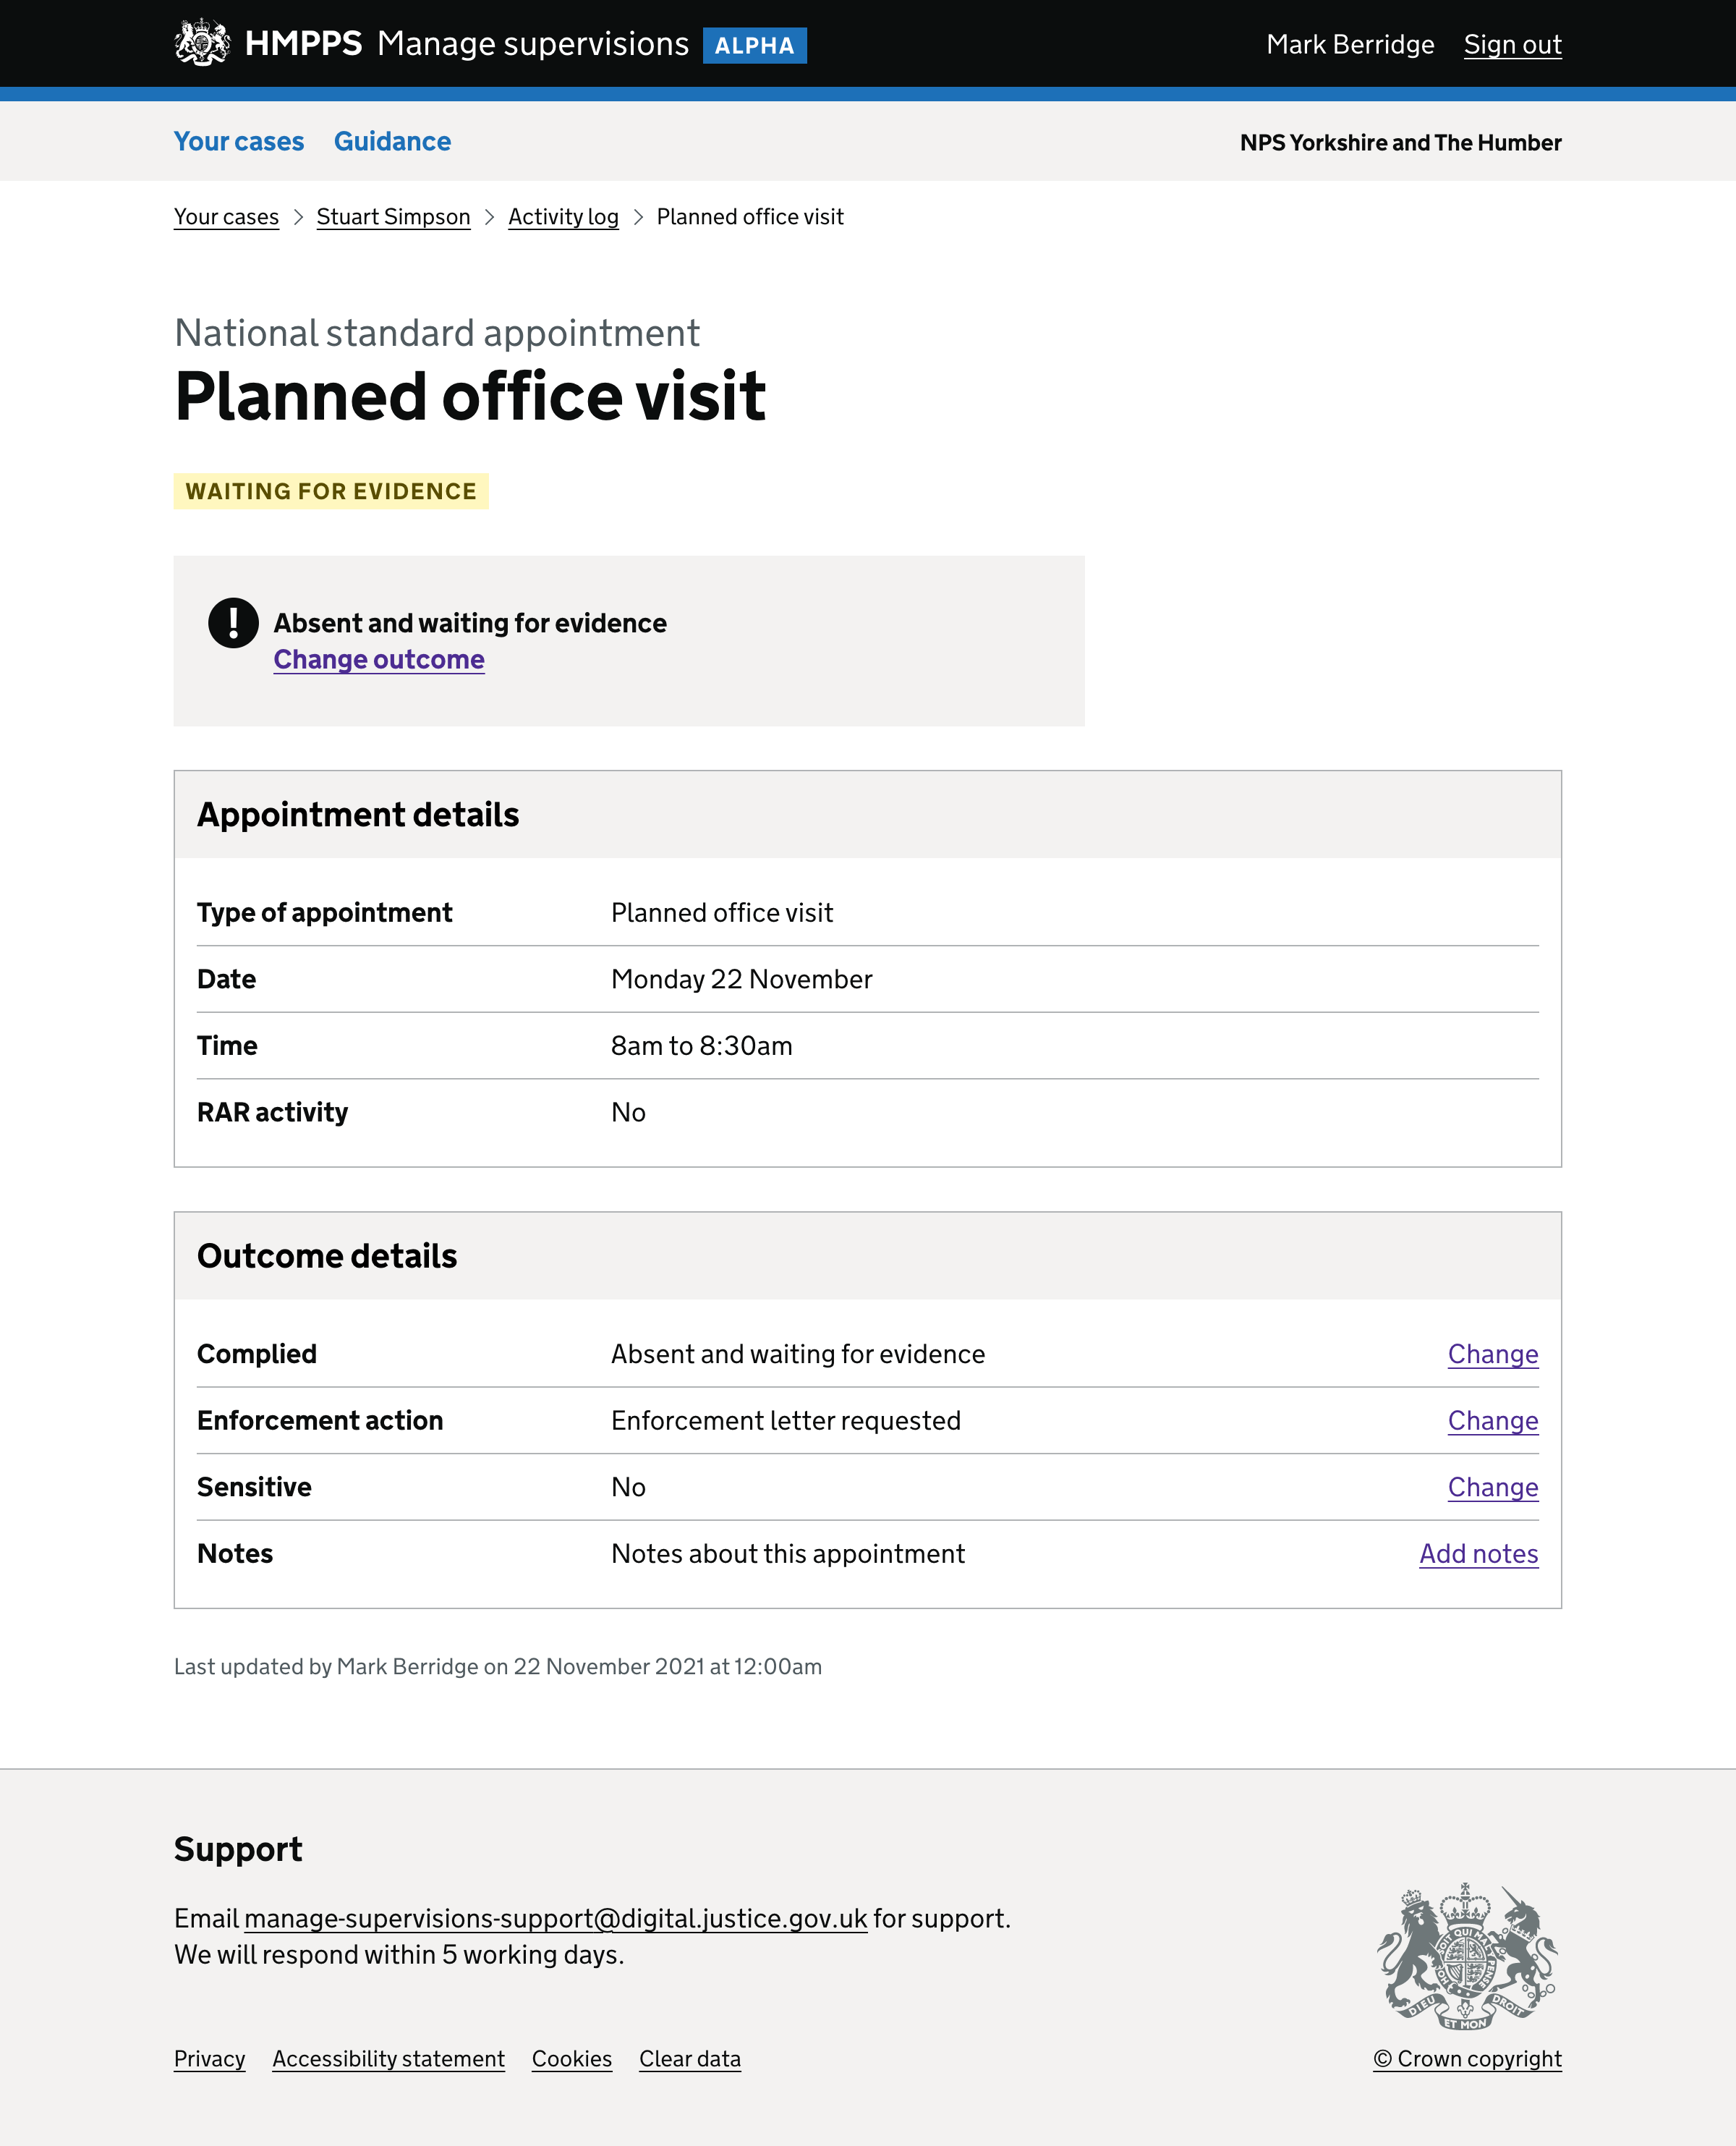 HMPPS Manage supervisions ALPHA Mark Berridge Sign out
Your cases Guidance NPS Yorkshire and The Humber
Your cases > Stuart Simpson > Activity log > Planned office visit
National standard appointment
Planned office visit
WAITING FOR EVIDENCE
! Absent and waiting for evidence
Change outcome
Appointment details
Type of appointment Planned office visit
Date Monday 22 November
Time 8am to 8:30am
RAR activity No
Outcome details
Complied Absent and waiting for evidence Change
Enforcement action Enforcement letter requested Change
Sensitive No Change
Notes Notes about this appointment Add notes
Last updated by Mark Berridge on 22 November 2021 at 12:00am
Support
Email manage-supervisions-support@digital.justice.gov.uk for support.
We will respond within 5 working days.
DIEU ET MON DROIT
Privacy Accessibility statement Cookies Clear data © Crown copyright